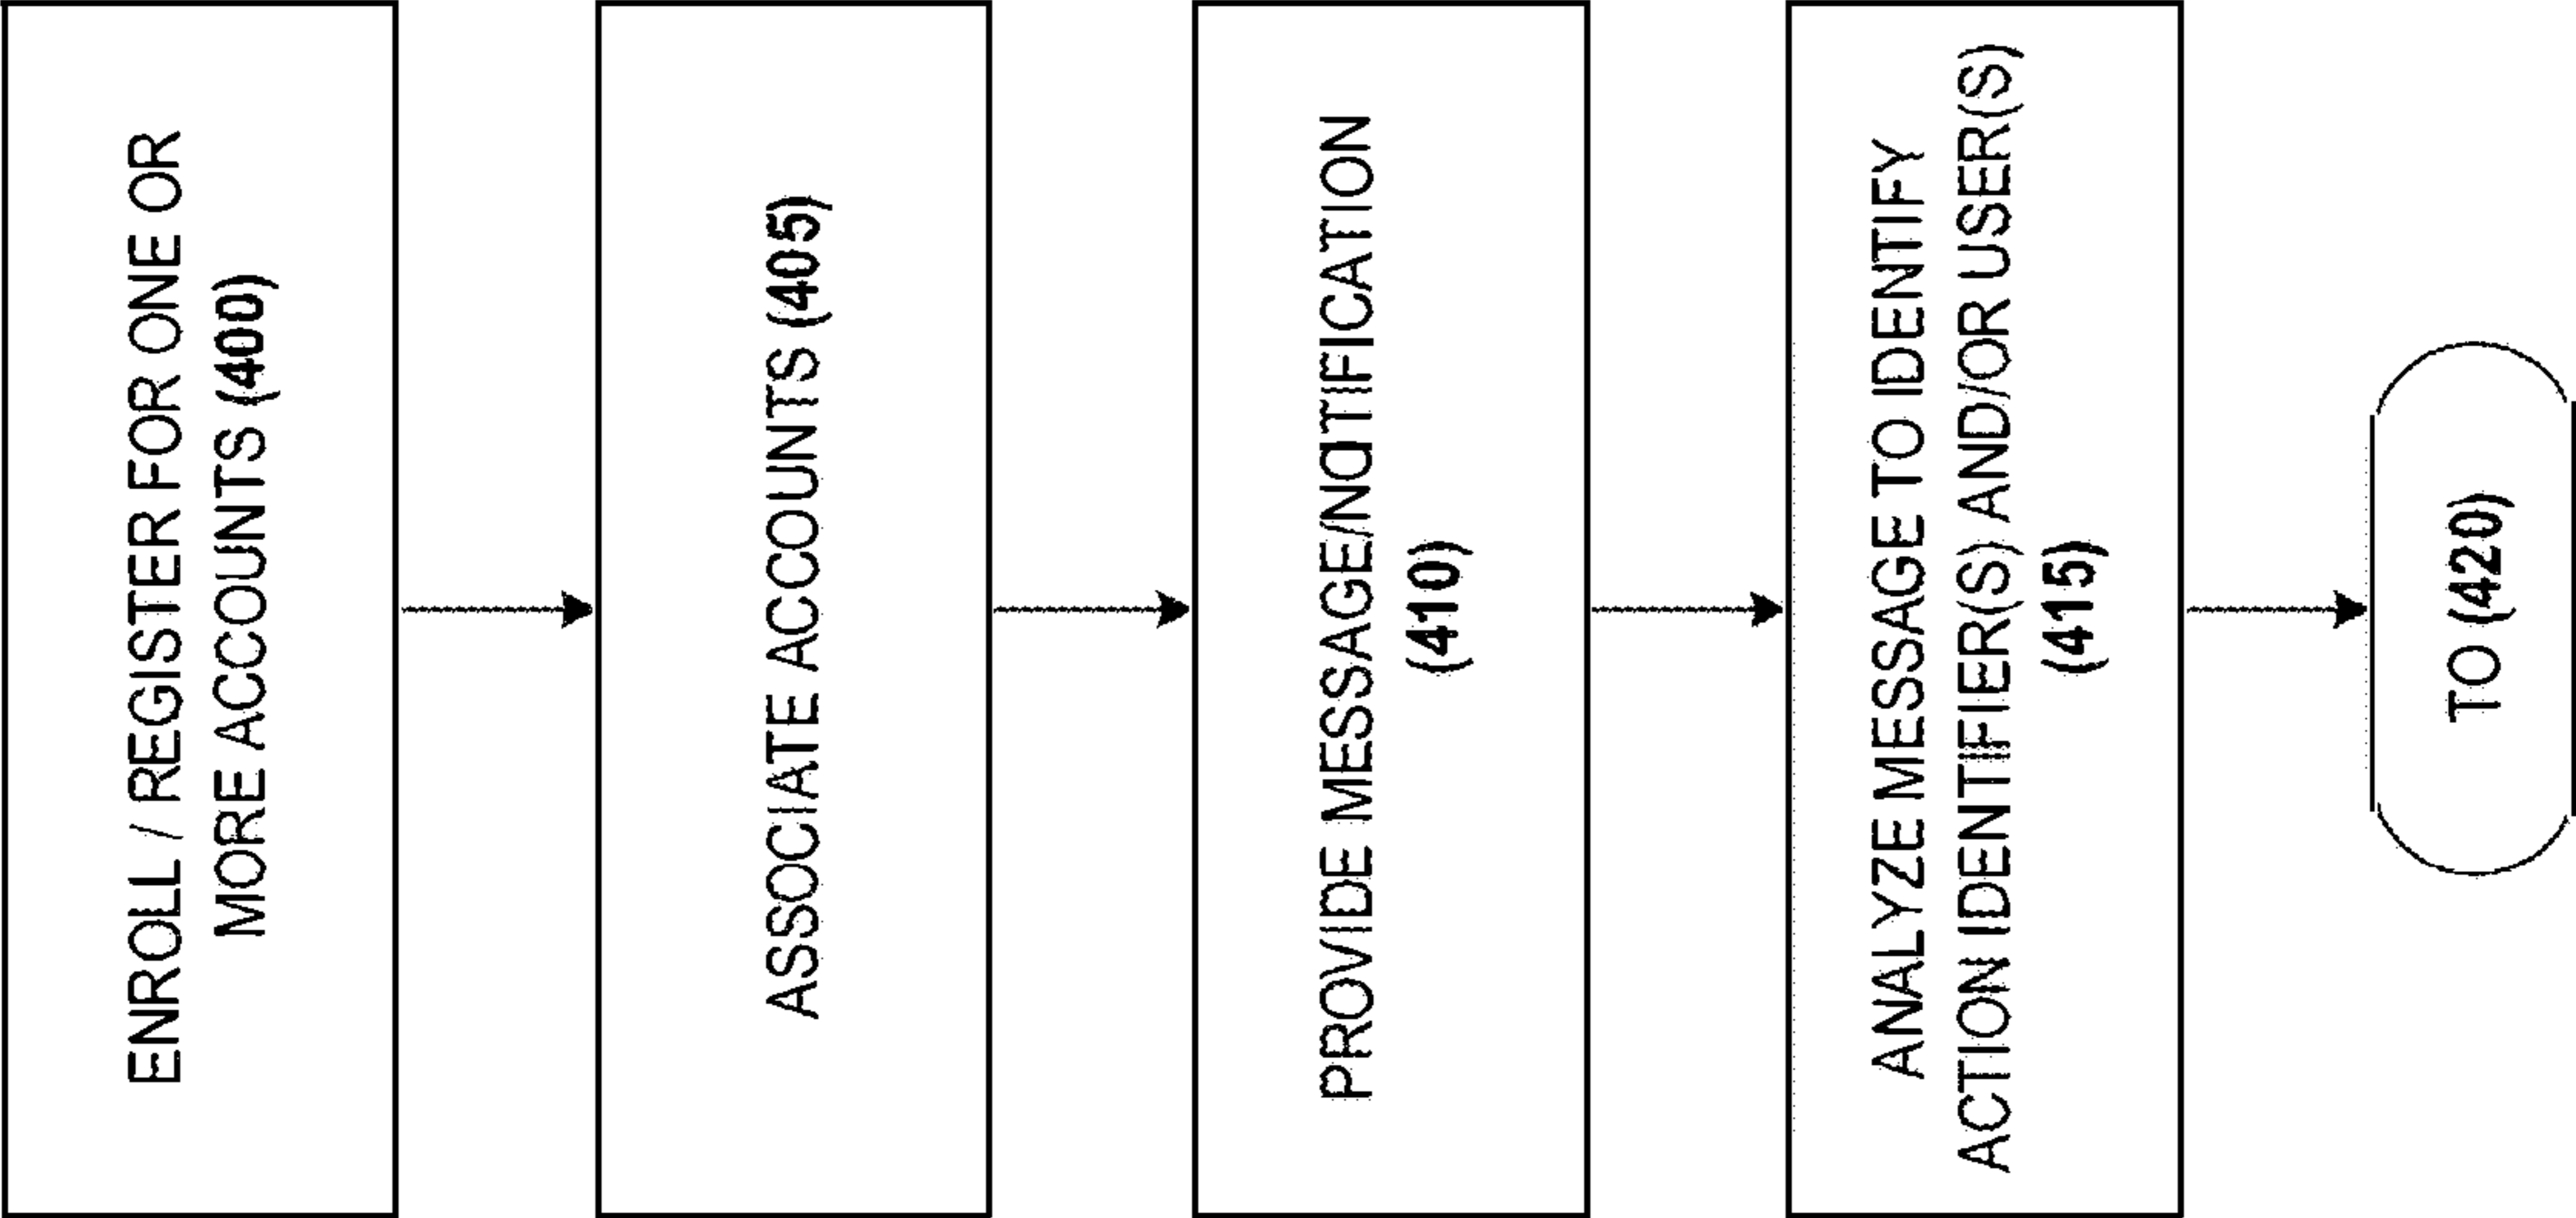 ENROLL / REGISTER FOR ONE OR
MORE ACCOUNTS (400)
ASSOCIATE ACCOUNTS (405)
PROVIDE MESSAGE/NOTIFICATION
(410)
ANALYZE MESSAGE TO IDENTIFY
ACTION IDENTIFIER(S) AND/OR USER(S)
(415)
TO (420)